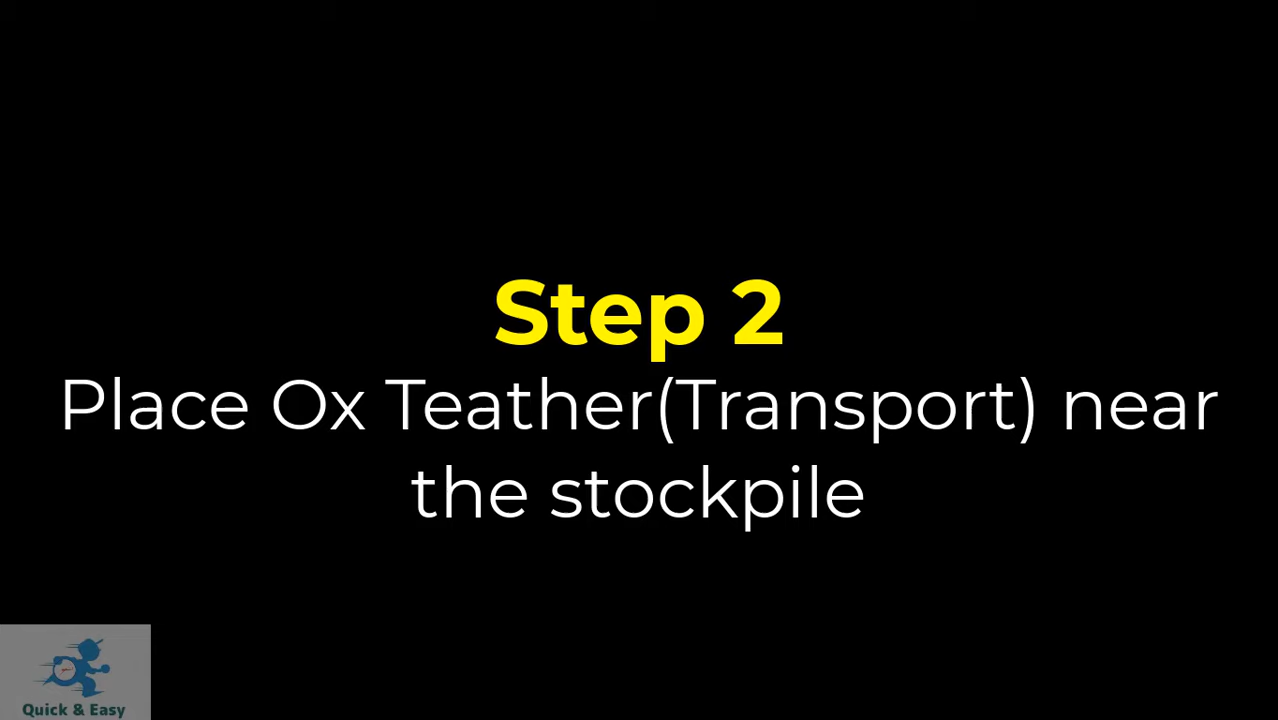 Step 2
Place Ox Teather(Transport) near
the stockpile
Quick & Easy